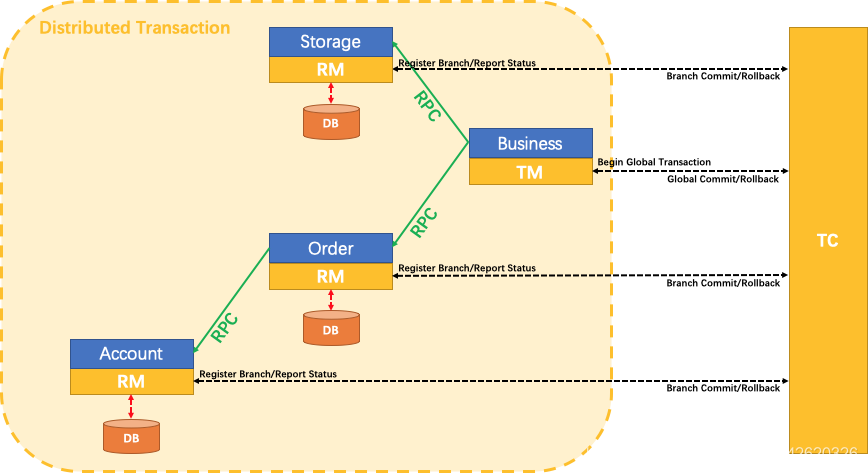 Distributed Transaction
Storage
RM
DB
Register Branch/Report Status
Branch Commit/Rollback
RPC
Business
TM
Begin Global Transaction
Global Commit/Rollback
RPC
Order
RM
DB
Register Branch/Report Status
Branch Commit/Rollback
TC
RPC
Account
RM
DB
Register Branch/Report Status
Branch Commit/Rollback